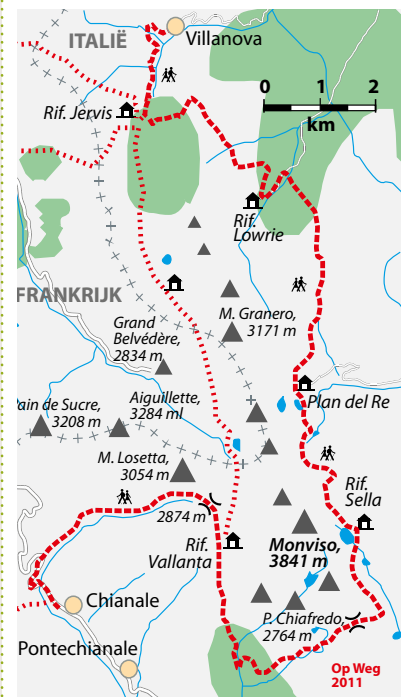 ITALIË
Villanova
Rif. Jervis
0 1 2
km
Rif.
Lowrie
FRANKRIJK
Grand
Belvédère,
2834 m
M. Granero,
3171 m
Plan del Re
ain de Sucre,
3208 m
Aiguillette,
3284 ml
M. Losetta,
3054 m
Rif.
Sella
2874 m
Rif.
Vallanta
Monviso,
3841 m
Chianale
P. Chiafredo,
2764 m
Pontechianale
Op Weg
2011